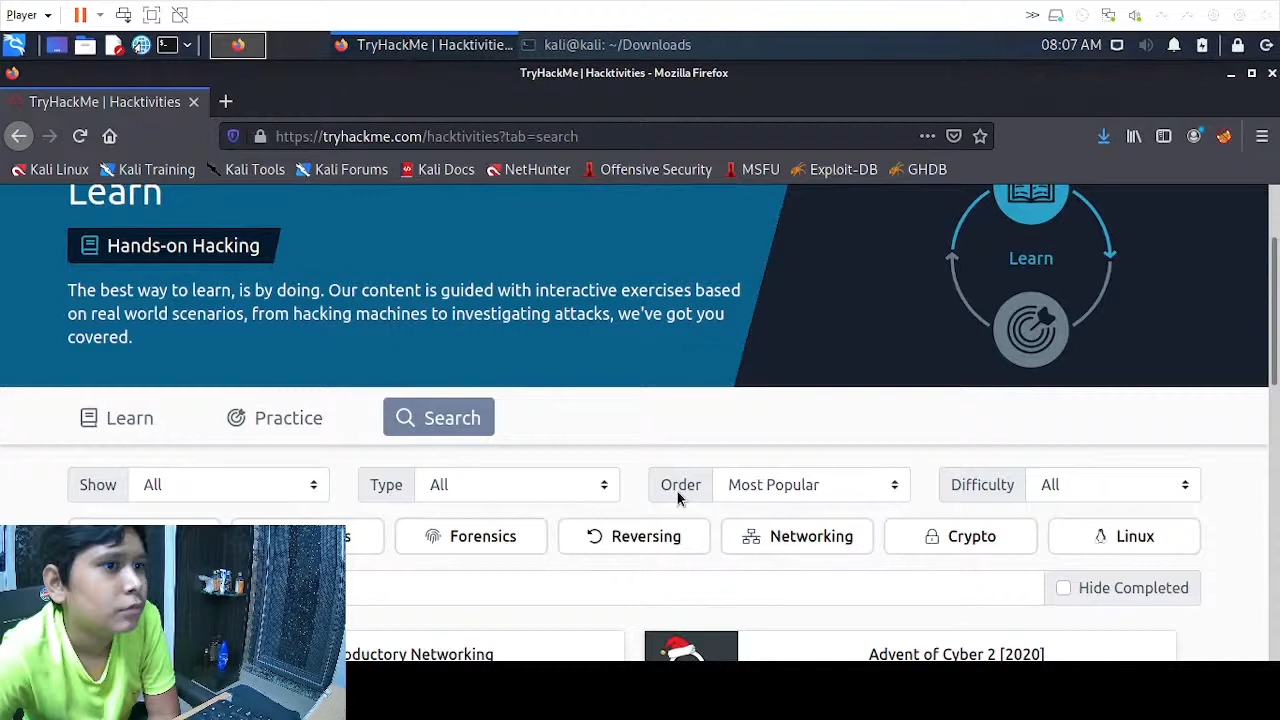 Player
TryHackMe | Hacktivitie... kali@kali: ~/Downloads 08:07 AM
TryHackMe | Hacktivities - Mozilla Firefox
TryHackMe | Hacktivities
https://tryhackme.com/hacktivities?tab=search
Kali Linux Kali Training Kali Tools Kali Forums Kali Docs NetHunter Offensive Security MSFU Exploit-DB GHDB
Learn
Hands-on Hacking
The best way to learn, is by doing. Our content is guided with interactive exercises based
on real world scenarios, from hacking machines to investigating attacks, we've got you
covered.
Learn
Learn Practice Search
Show All Type All Order Most Popular Difficulty All
s Forensics Reversing Networking Crypto Linux
Hide Completed
oductory Networking Advent of Cyber 2 [2020]